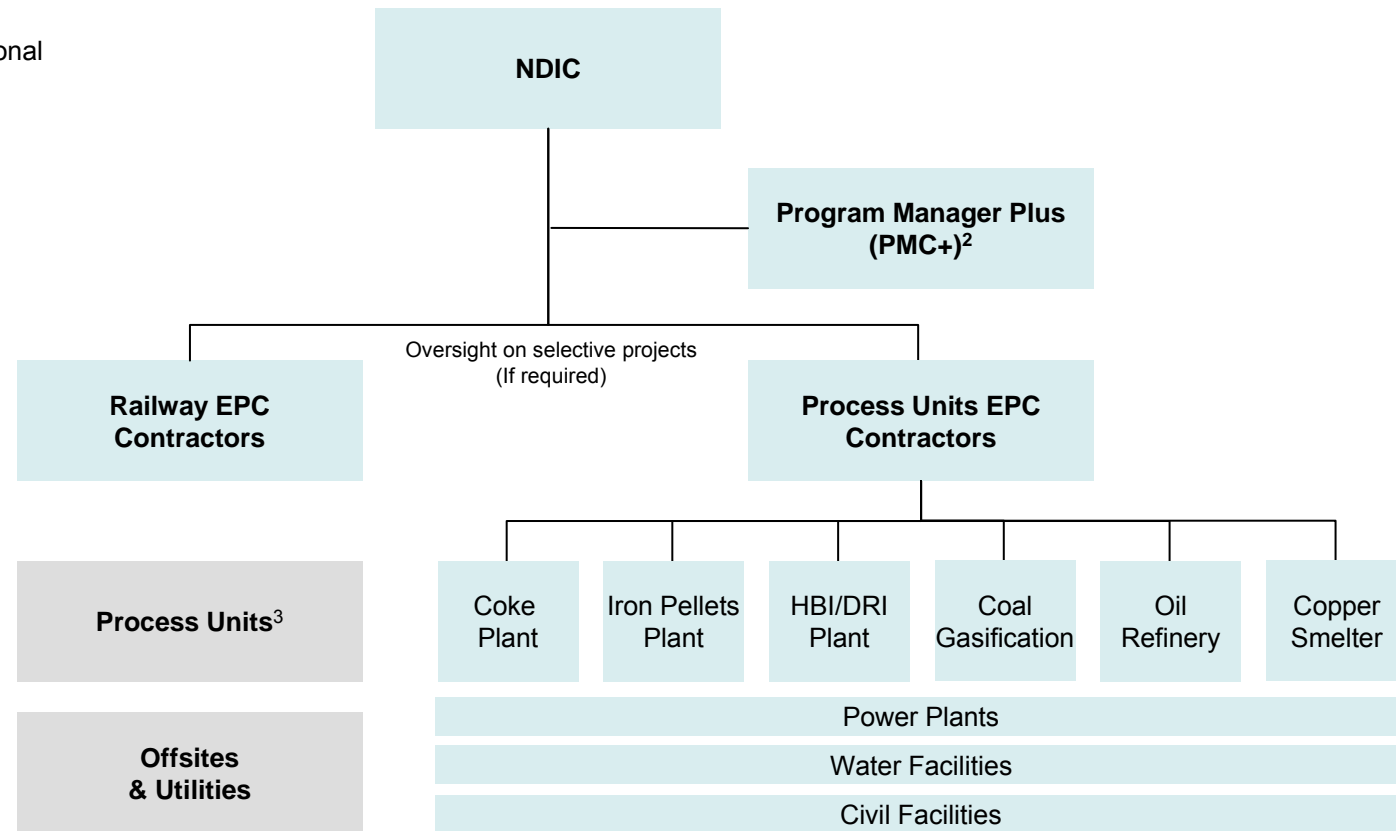 onal
NDIC
Program Manager Plus
(PMC+)2
Oversight on selective projects
(If required)
Railway EPC
Contractors
Process Units EPC
Contractors
Process Units3
Coke
Plant
Iron Pellets
Plant
HBI/DRI
Plant
Coal
Gasification
Oil
Refinery
Copper
Smelter
Offsites
& Utilities
Power Plants
Water Facilities
Civil Facilities